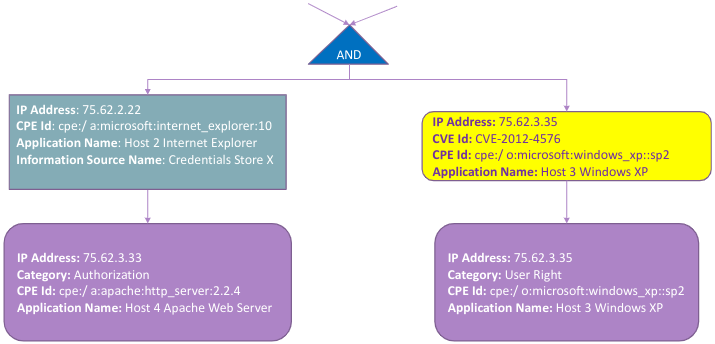 AND
IP Address: 75.62.2.22
CPE Id: cpe:/ a:microsoft:internet_explorer:10
Application Name: Host 2 Internet Explorer
Information Source Name: Credentials Store X
IP Address: 75.62.3.35
CVE Id: CVE-2012-4576
CPE Id: cpe:/ o:microsoft:windows_xp::sp2
Application Name: Host 3 Windows XP
IP Address: 75.62.3.33
Category: Authorization
CPE Id: cpe:/ a:apache:http_server:2.2.4
Application Name: Host 4 Apache Web Server
IP Address: 75.62.3.35
Category: User Right
CPE Id: cpe:/ o:microsoft:windows_xp::sp2
Application Name: Host 3 Windows XP